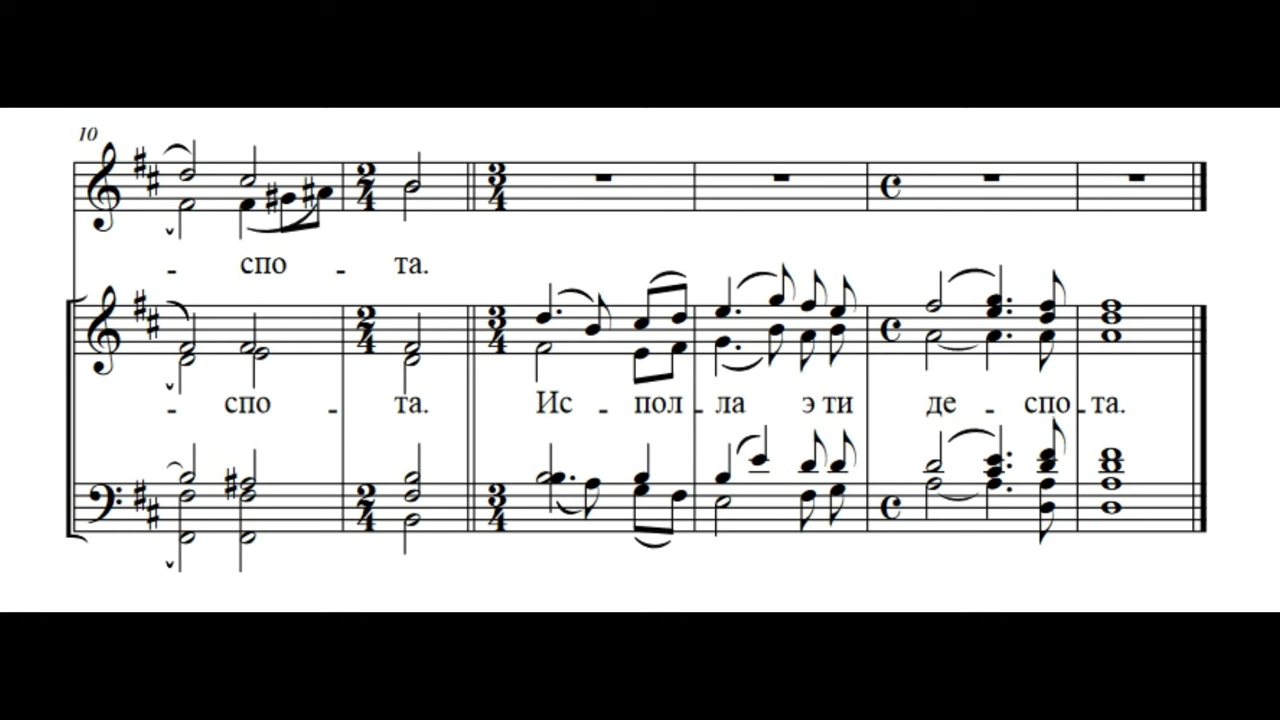 10
- спо - та.
- спо - та. Ис - пол - ла э ти де - спо - та.